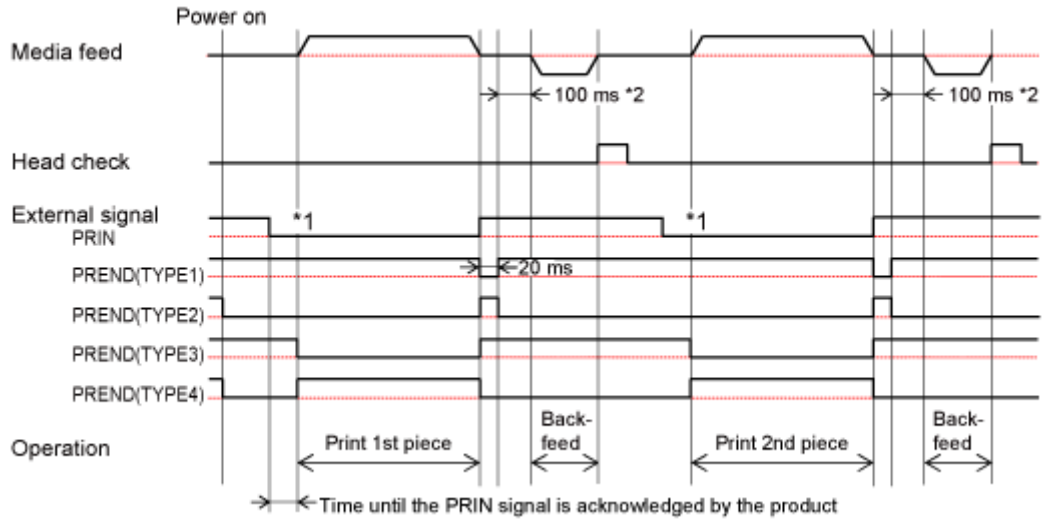 Power on
Media feed
100 ms *2
100 ms *2
Head check
External signal
*1
*1
PRIN
PREND(TYPE1)
20 ms
PREND(TYPE2)
PREND(TYPE3)
PREND(TYPE4)
Operation
Print 1st piece
Back-
feed
Print 2nd piece
Back-
feed
Time until the PRIN signal is acknowledged by the product